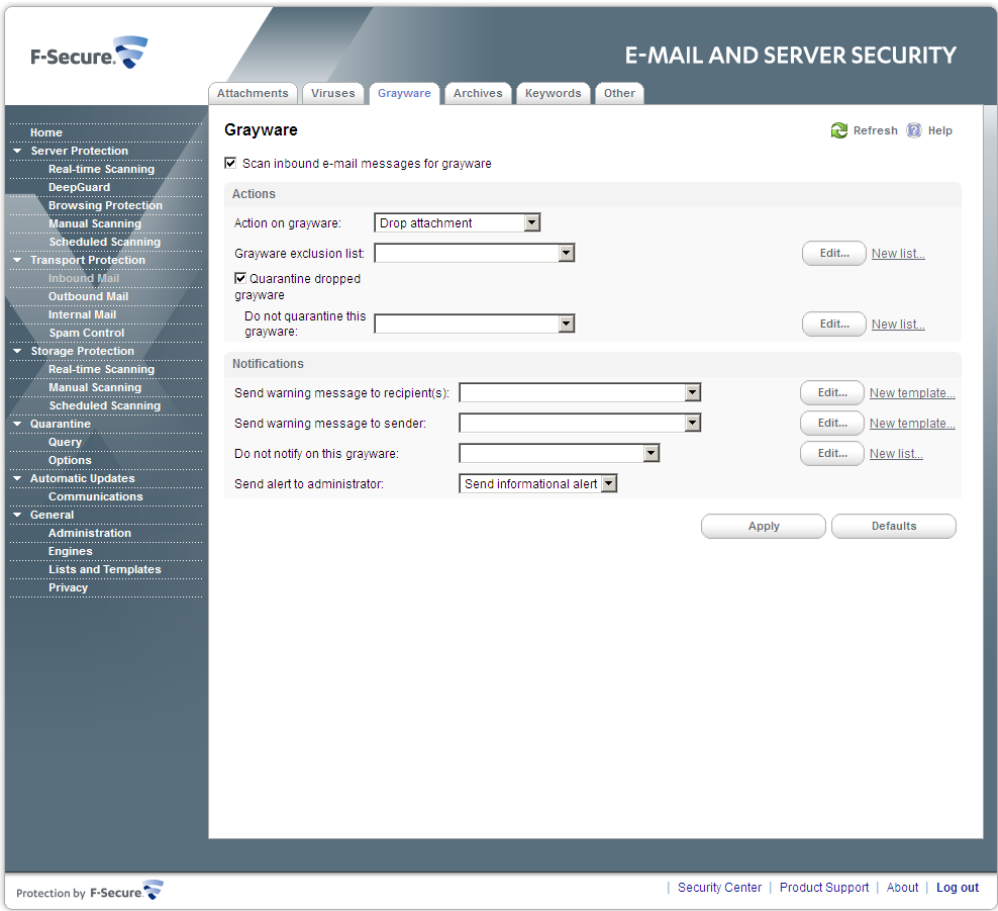 F-Secure.
E-MAIL AND SERVER SECURITY
Attachments Viruses Grayware Archives Keywords Other
Home
Server Protection
Real-time Scanning
DeepGuard
Browsing Protection
Manual Scanning
Scheduled Scanning
Transport Protection
Inbound Mail
Outbound Mail
Internal Mail
Spam Control
Storage Protection
Real-time Scanning
Manual Scanning
Scheduled Scanning
Quarantine
Query
Options
Automatic Updates
Communications
General
Administration
Engines
Lists and Templates
Privacy
Grayware
Refresh Help
Scan inbound e-mail messages for grayware
Actions
Action on grayware: Drop attachment
Grayware exclusion list: Edit... New list...
Quarantine dropped
grayware
Do not quarantine this
grayware: Edit... New list...
Notifications
Send warning message to recipient(s): Edit... New template...
Send warning message to sender: Edit... New template...
Do not notify on this grayware: Edit... New list...
Send alert to administrator: Send informational alert
Apply Defaults
Protection by F-Secure
| Security Center | Product Support | About | Log out